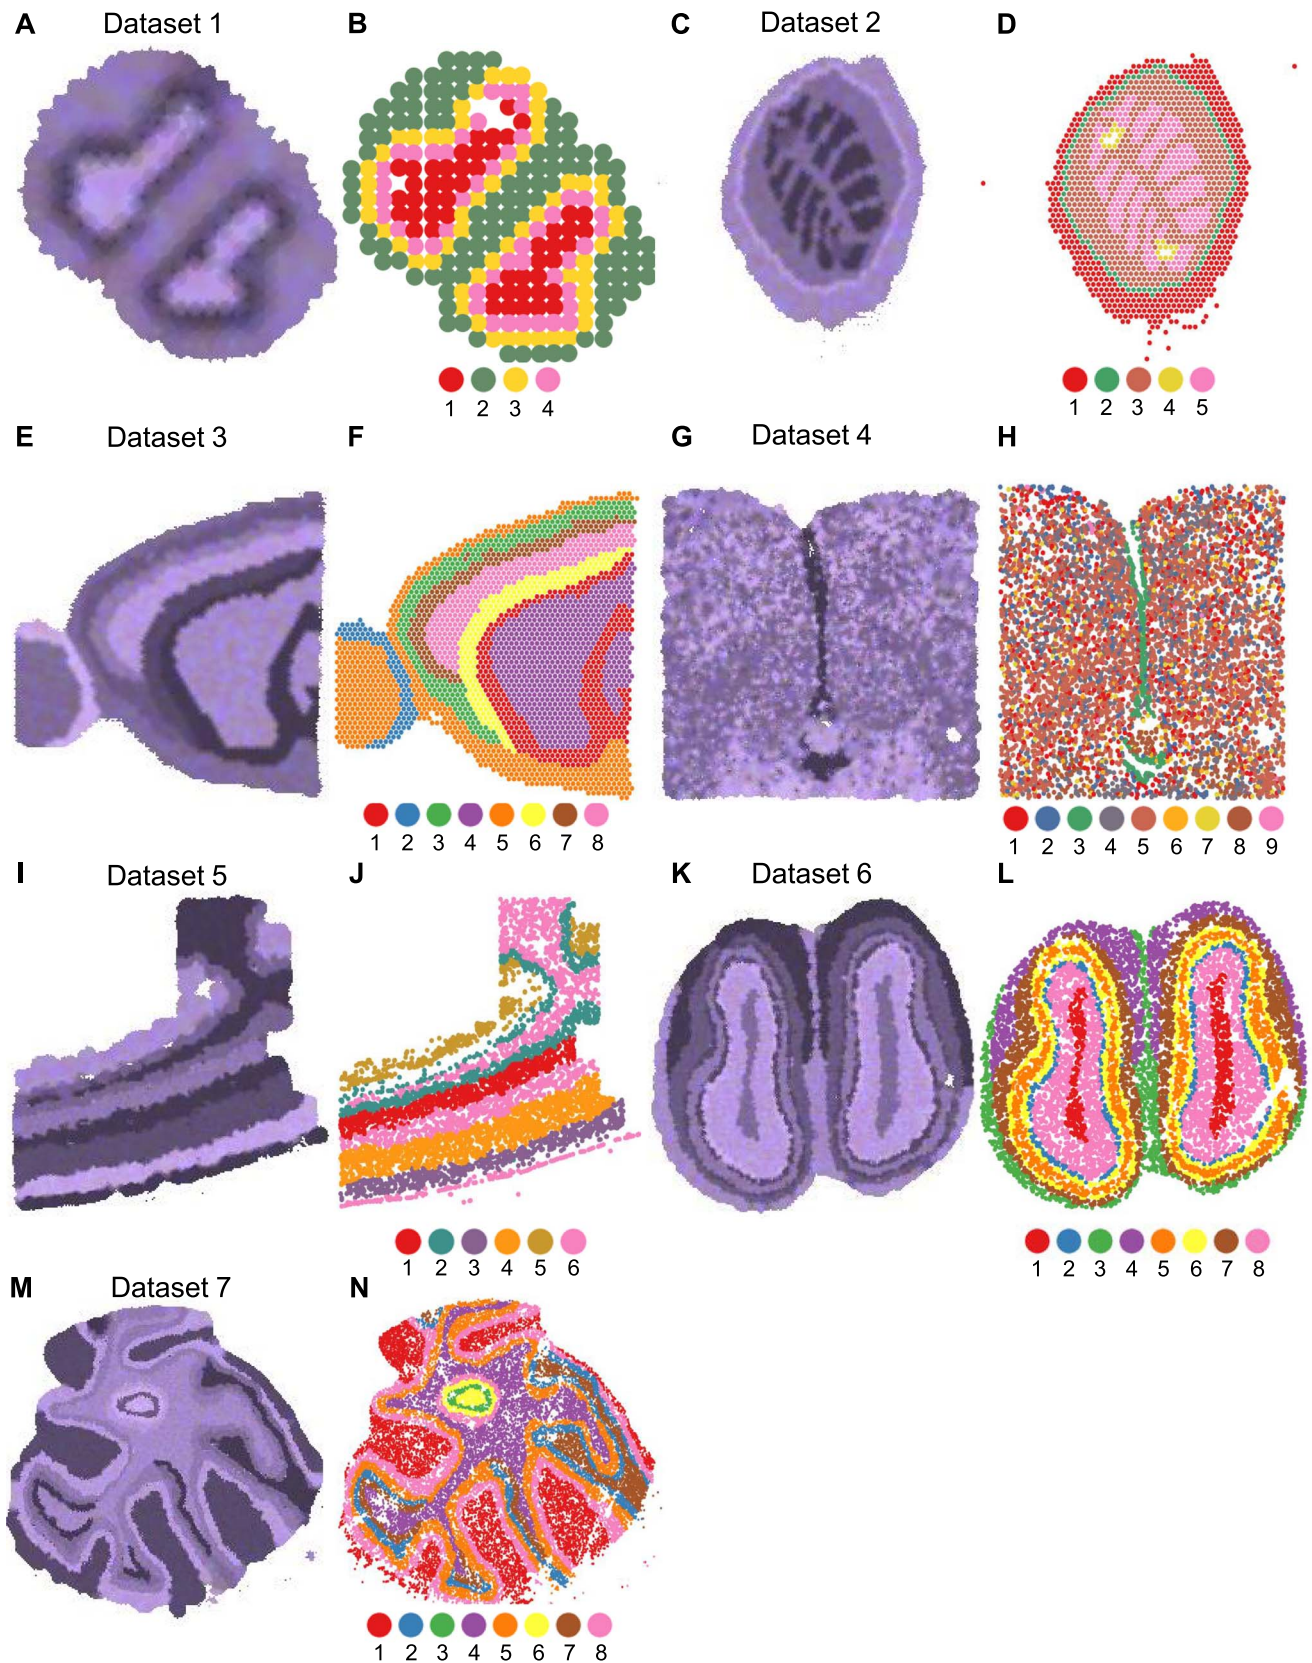 A Dataset 1 B C Dataset 2 D
1 2 3 4
1 2 3 4 5
E Dataset 3 F G Dataset 4 H
1 2 3 4 5 6 7 8
1 2 3 4 5 6 7 8 9
I Dataset 5 J K Dataset 6 L
1 2 3 4 5 6
1 2 3 4 5 6 7 8
M Dataset 7 N
1 2 3 4 5 6 7 8